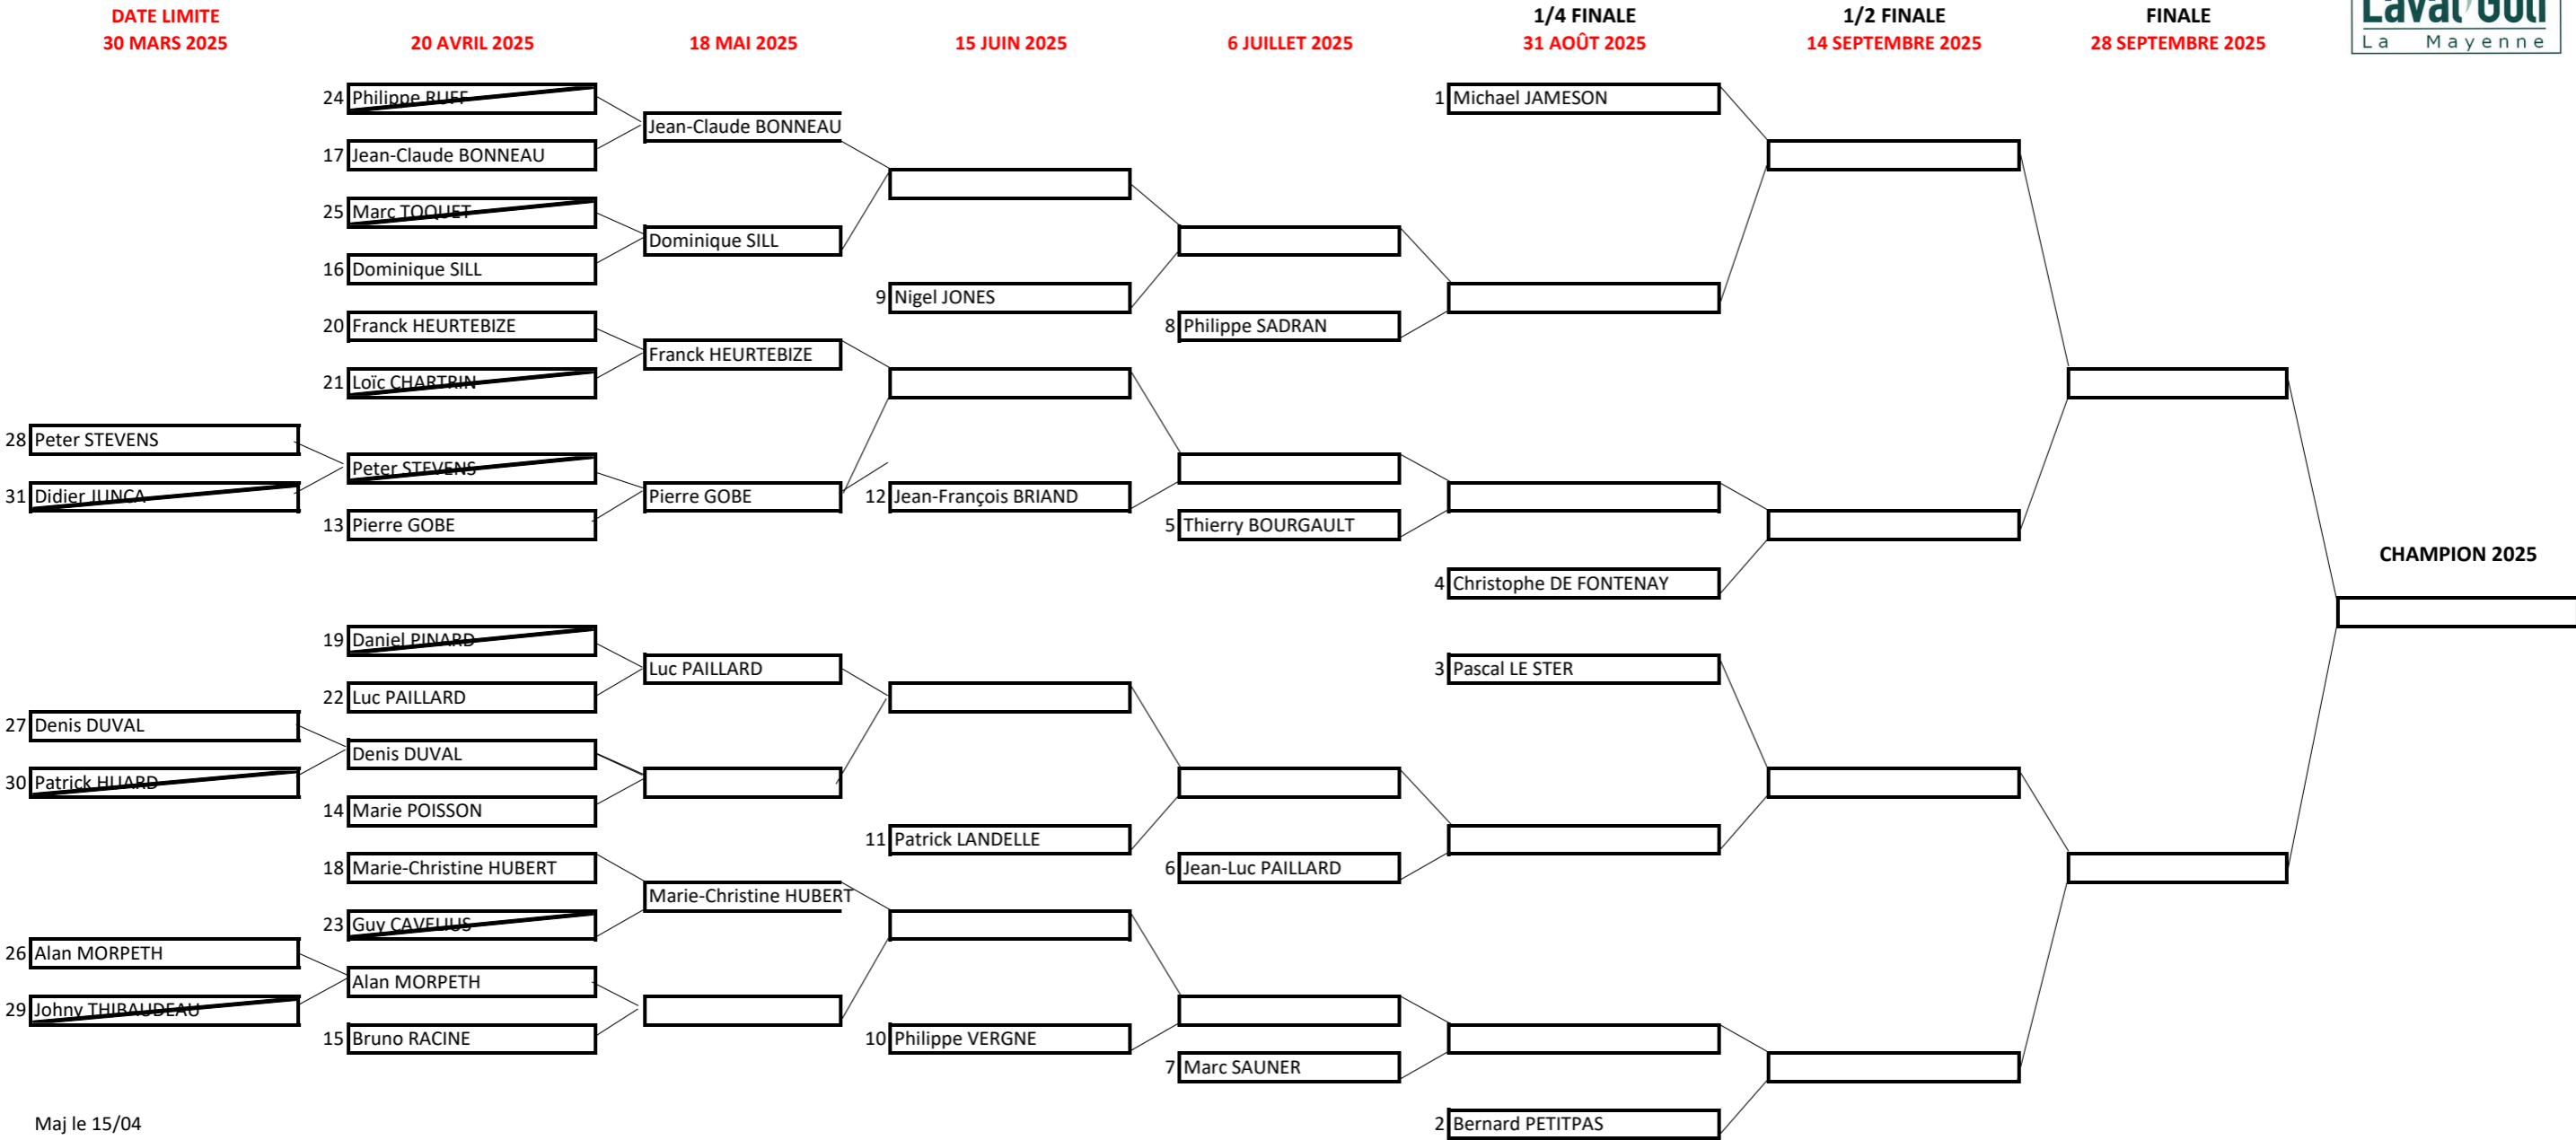 DATE LIMITE
1/4 FINALE
1/2 FINALE
FINALE
Laval Golf
30 MARS 2025
20 AVRIL 2025
18 MAI 2025
15 JUIN 2025
6 JUILLET 2025
31 AOÛT 2025
14 SEPTEMBRE 2025
28 SEPTEMBRE 2025
La Mayenne
24 Philippe RUFF
1 Michael JAMESON
Jean-Claude BONNEAU
17 Jean-Claude BONNEAU
25 Marc TOQUET
Dominique SILL
16 Dominique SILL
9 Nigel JONES
20 Franck HEURTEBIZE
8 Philippe SADRAN
Franck HEURTEBIZE
21 Loïc CHARTRIN
28 Peter STEVENS
Peter STEVENS
31 Didier JUNCA
Pierre GOBE
12 Jean-François BRIAND
13 Pierre GOBE
5 Thierry BOURGAULT
CHAMPION 2025
4 Christophe DE FONTENAY
19 Daniel PINARD
Luc PAILLARD
3 Pascal LE STER
22 Luc PAILLARD
27 Denis DUVAL
Denis DUVAL
30 Patrick HUARD
14 Marie POISSON
11 Patrick LANDELLE
18 Marie-Christine HUBERT
6 Jean-Luc PAILLARD
Marie-Christine HUBERT
23 Guy CAVELIUS
26 Alan MORPETH
Alan MORPETH
29 Johny THIBAUDEAU
15 Bruno RACINE
10 Philippe VERGNE
7 Marc SAUNER
Maj le 15/04
2 Bernard PETITPAS